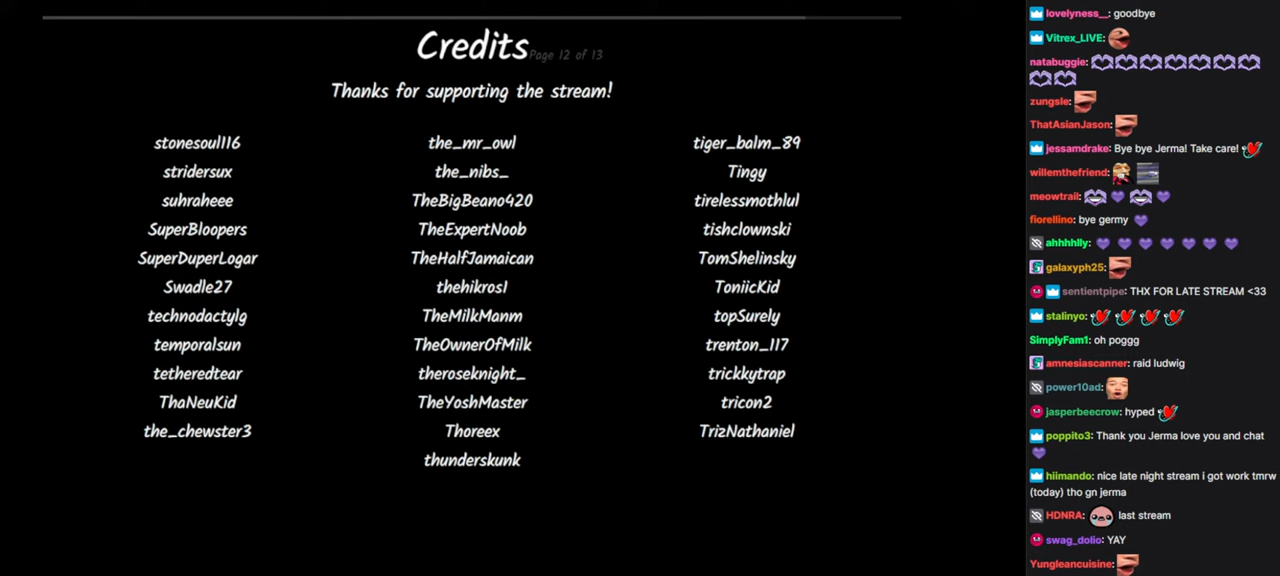 Credits Page 12 of 13
Thanks for supporting the stream!
stonesoul116
stridersux
suhraheee
SuperBloopers
SuperDuperLogar
Swadle27
technodactylg
temporalsun
tetheredtear
ThaNeuKid
the_chewster3
the_mr_owl
the_nibs_
TheBigBeano420
TheExpertNoob
TheHalfJamaican
thehikros1
TheMilkManm
TheOwnerOfMilk
theroseknight_
TheYoshMaster
Thoreex
thunderskunk
tiger_balm_89
Tingy
tirelessmothlul
tishclownski
TomShelinsky
ToniicKid
topSurely
trenton_117
trickkytrap
tricon2
TrizNathaniel
lovelyness__: goodbye
Vitrex_LIVE:
natabuggie:
zungsle:
ThatAsianJason:
jessamdrake: Bye bye Jerma! Take care!
willemthefriend:
meowtrail:
fiorellino: bye germy
ahhhhlly:
galaxyph25:
sentientpipe: THX FOR LATE STREAM <33
stalinyo:
SimplyFam1: oh poggg
amnesiascanner: raid ludwig
power10ad:
jasperbeecrow: hyped
poppito3: Thank you Jerma love you and chat
hiimando: nice late night stream i got work tmrw
(today) tho gn jerma
HDNRA: last stream
swag_dolio: YAY
Yungleancuisine: